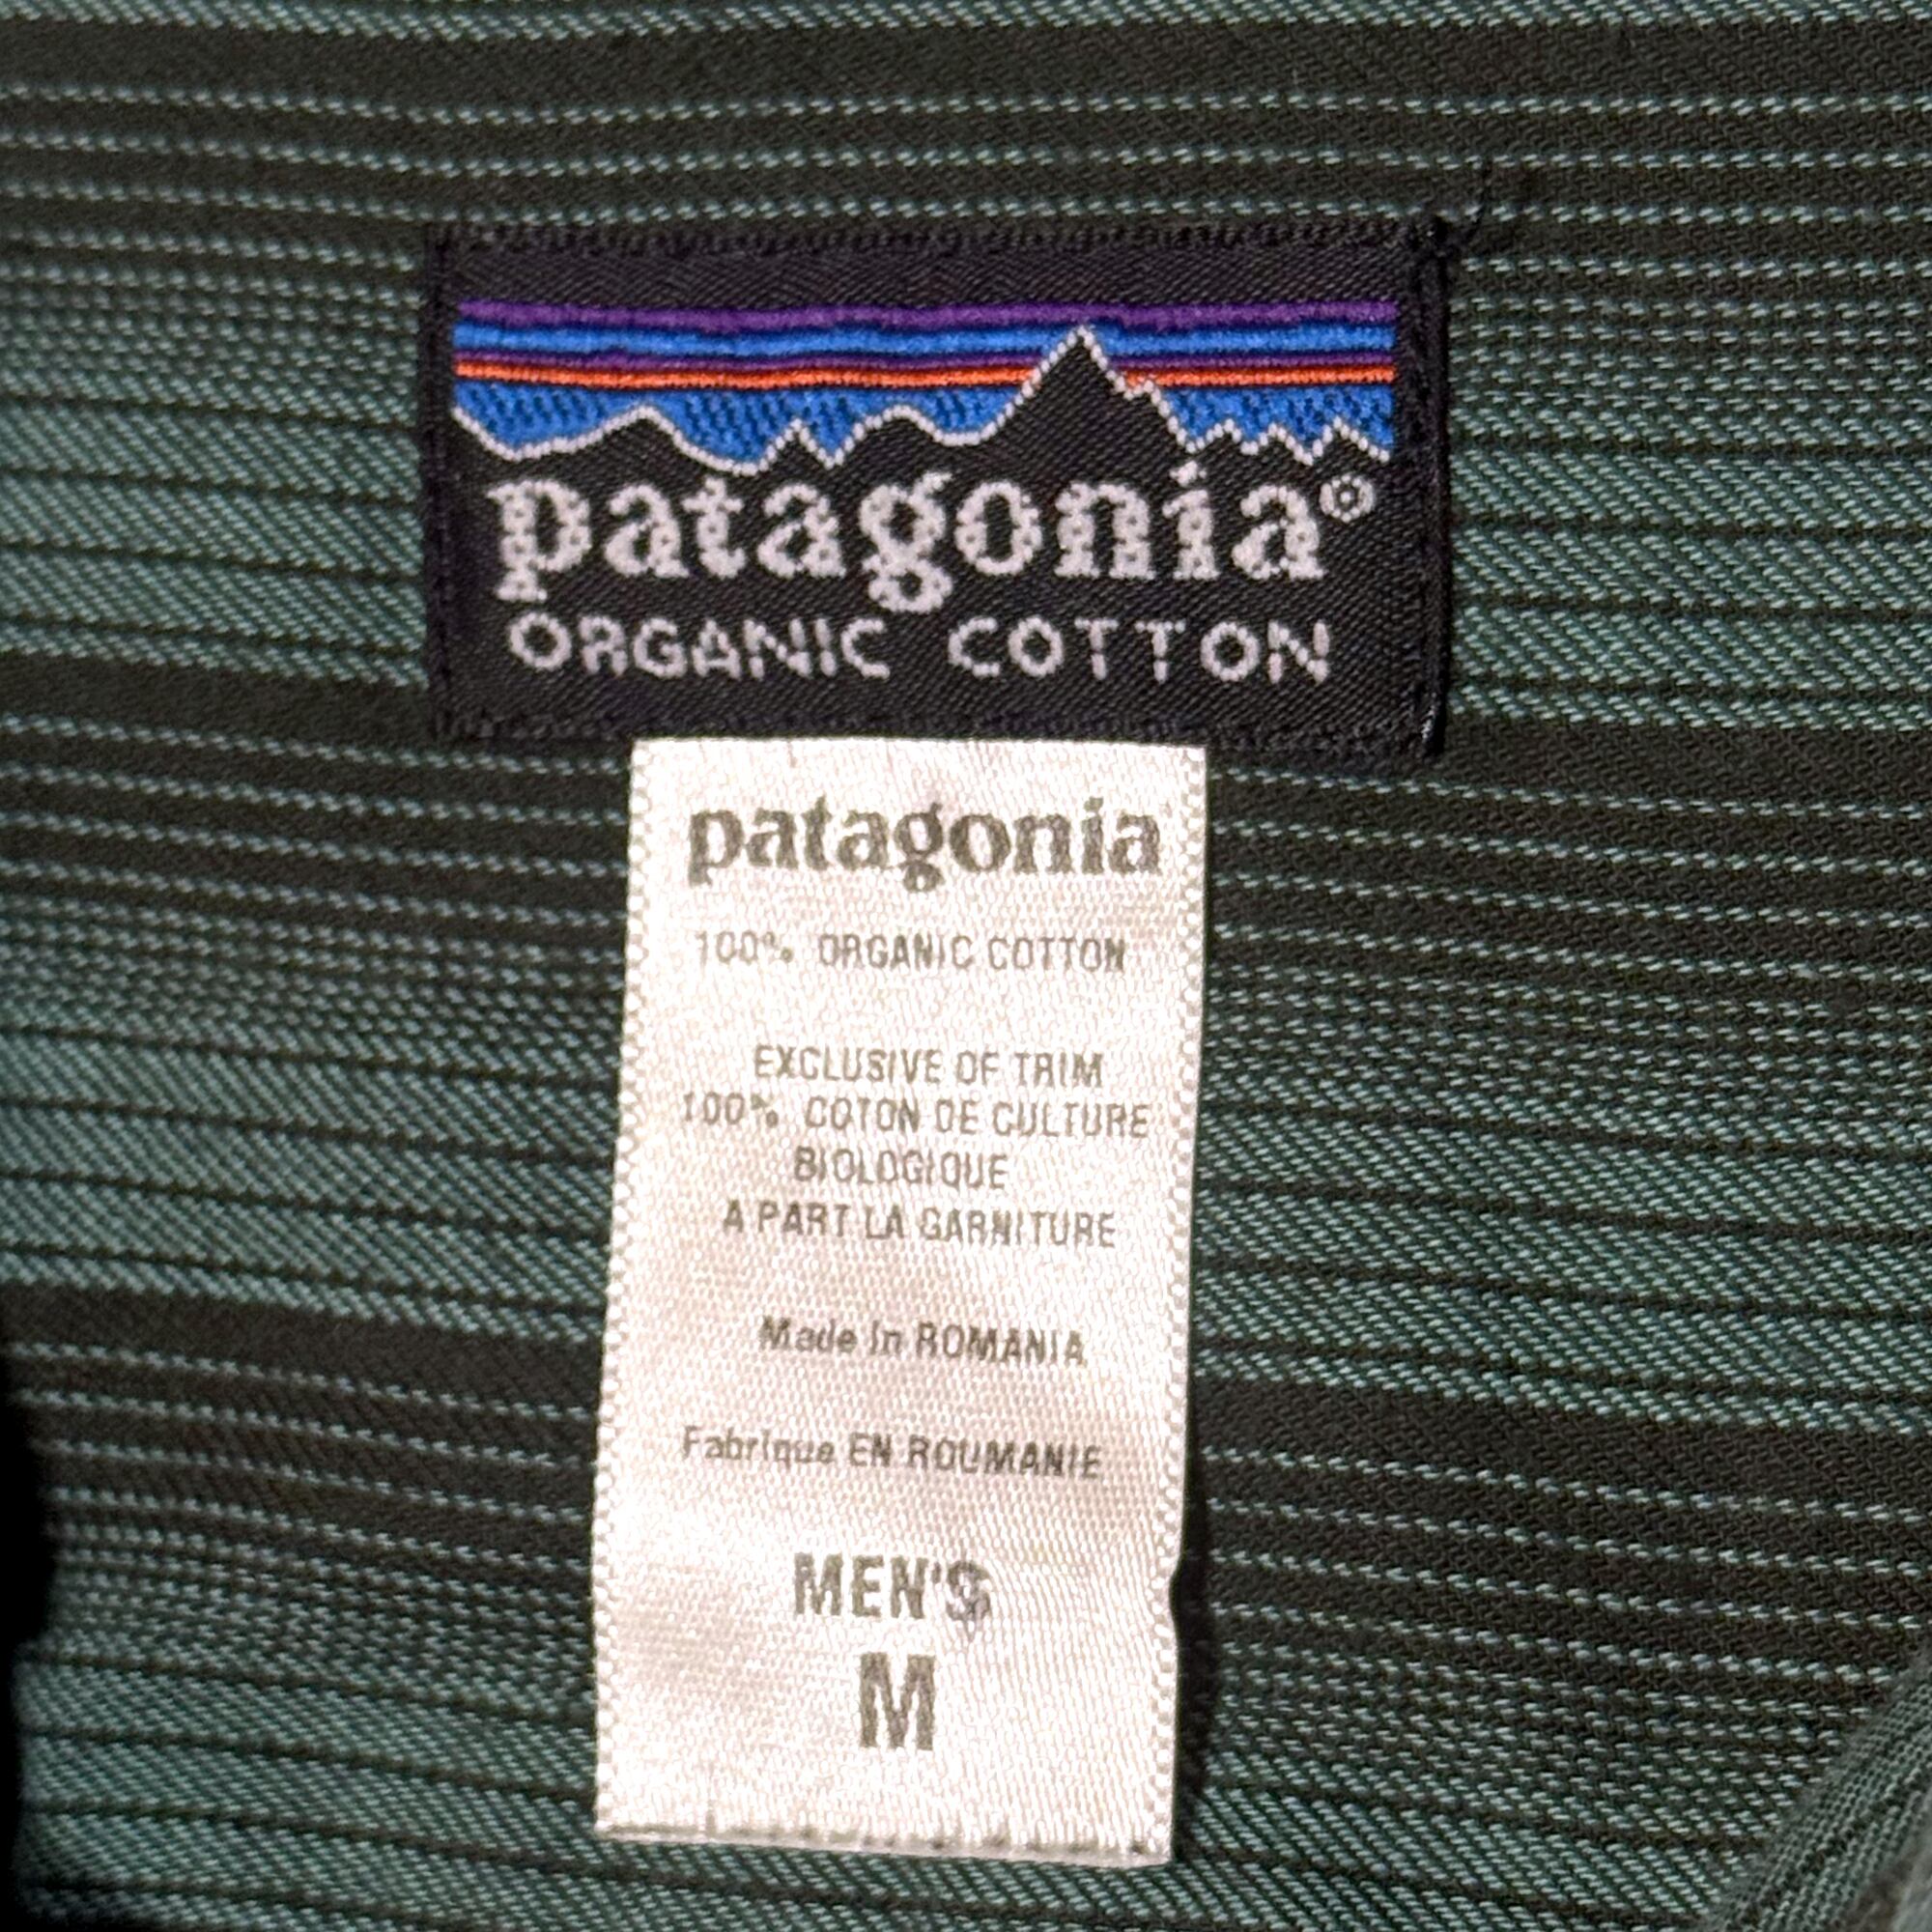 patagonia®
ORGANIC COTTON
patagonia
100% ORGANIC COTTON
EXCLUSIVE OF TRIM
100% COTON DE CULTURE
BIOLOGIQUE
A PART LA GARNITURE
Made in ROMANIA
Fabrique EN ROUMANIE
MEN'S
M